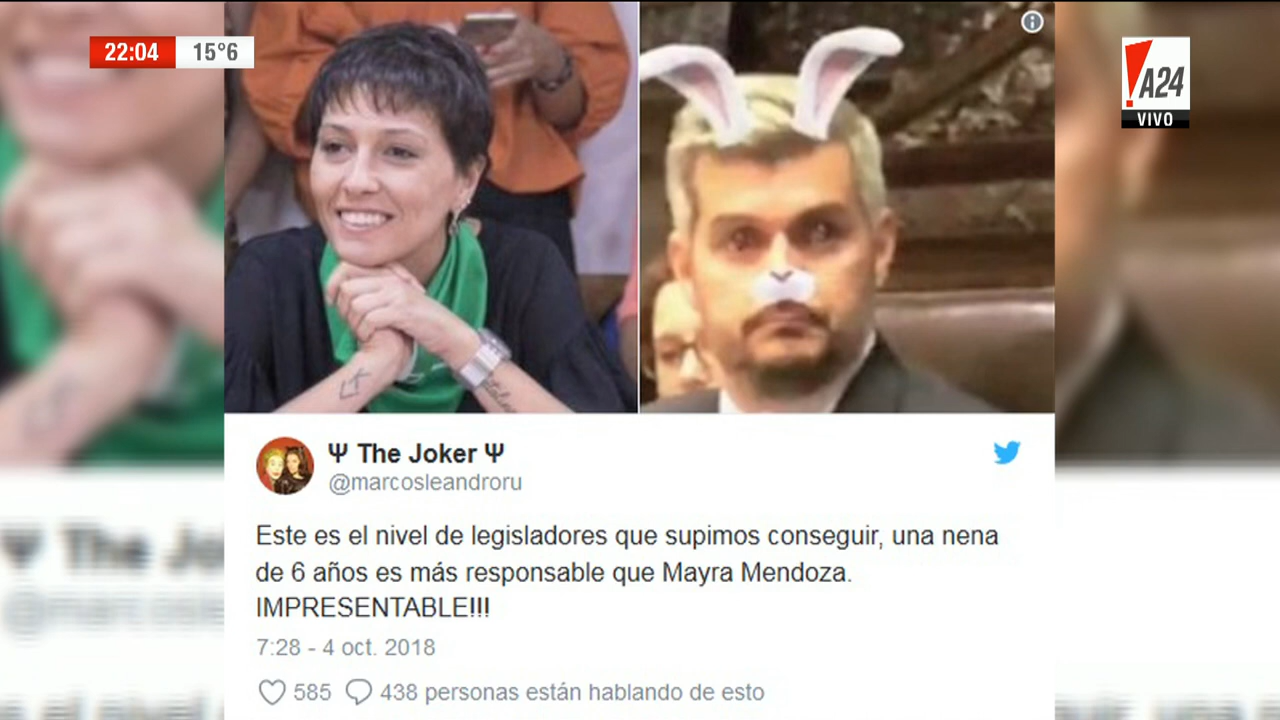 22:04 15°6
A24
VIVO
Ψ The Joker Ψ
@marcosleandroru
Este es el nivel de legisladores que supimos conseguir, una nena
de 6 años es más responsable que Mayra Mendoza.
IMPRESENTABLE!!!
7:28 - 4 oct. 2018
585 438 personas están hablando de esto